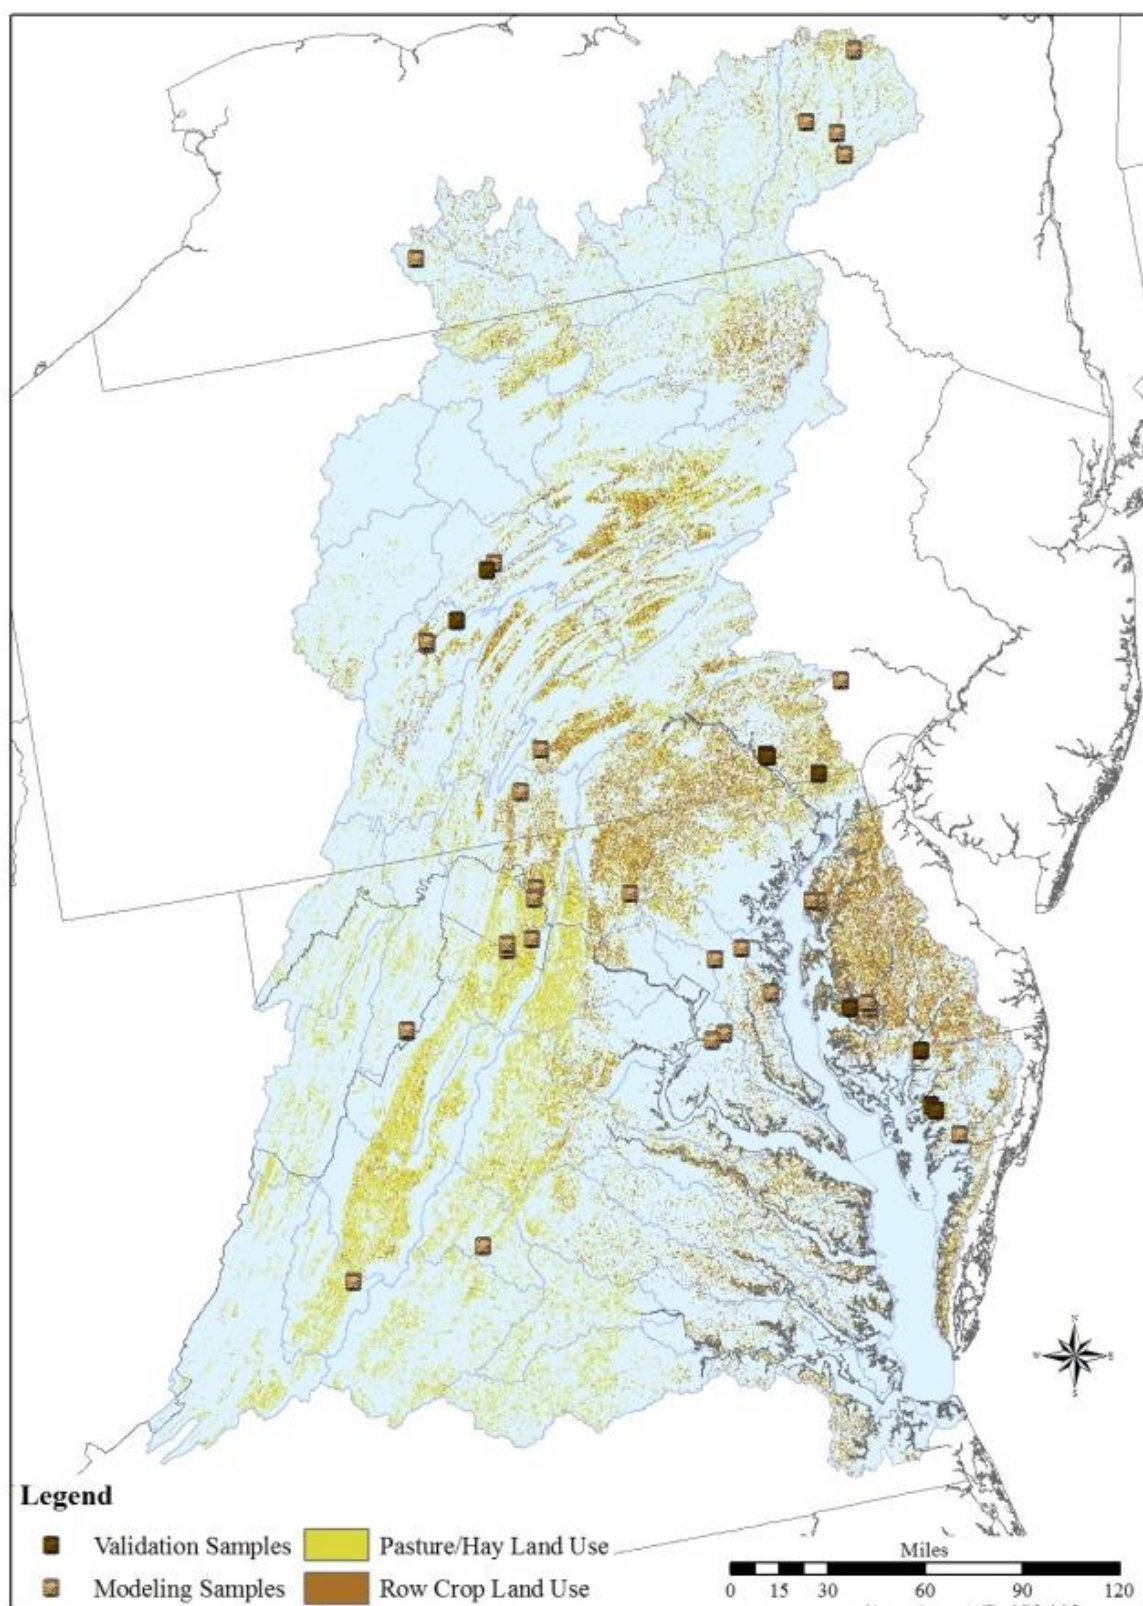 N
W
S
Legend
Validation Samples
Pasture/Hay Land Use
Modeling Samples
Row Crop Land Use
Miles
0 15 30 60 90 120